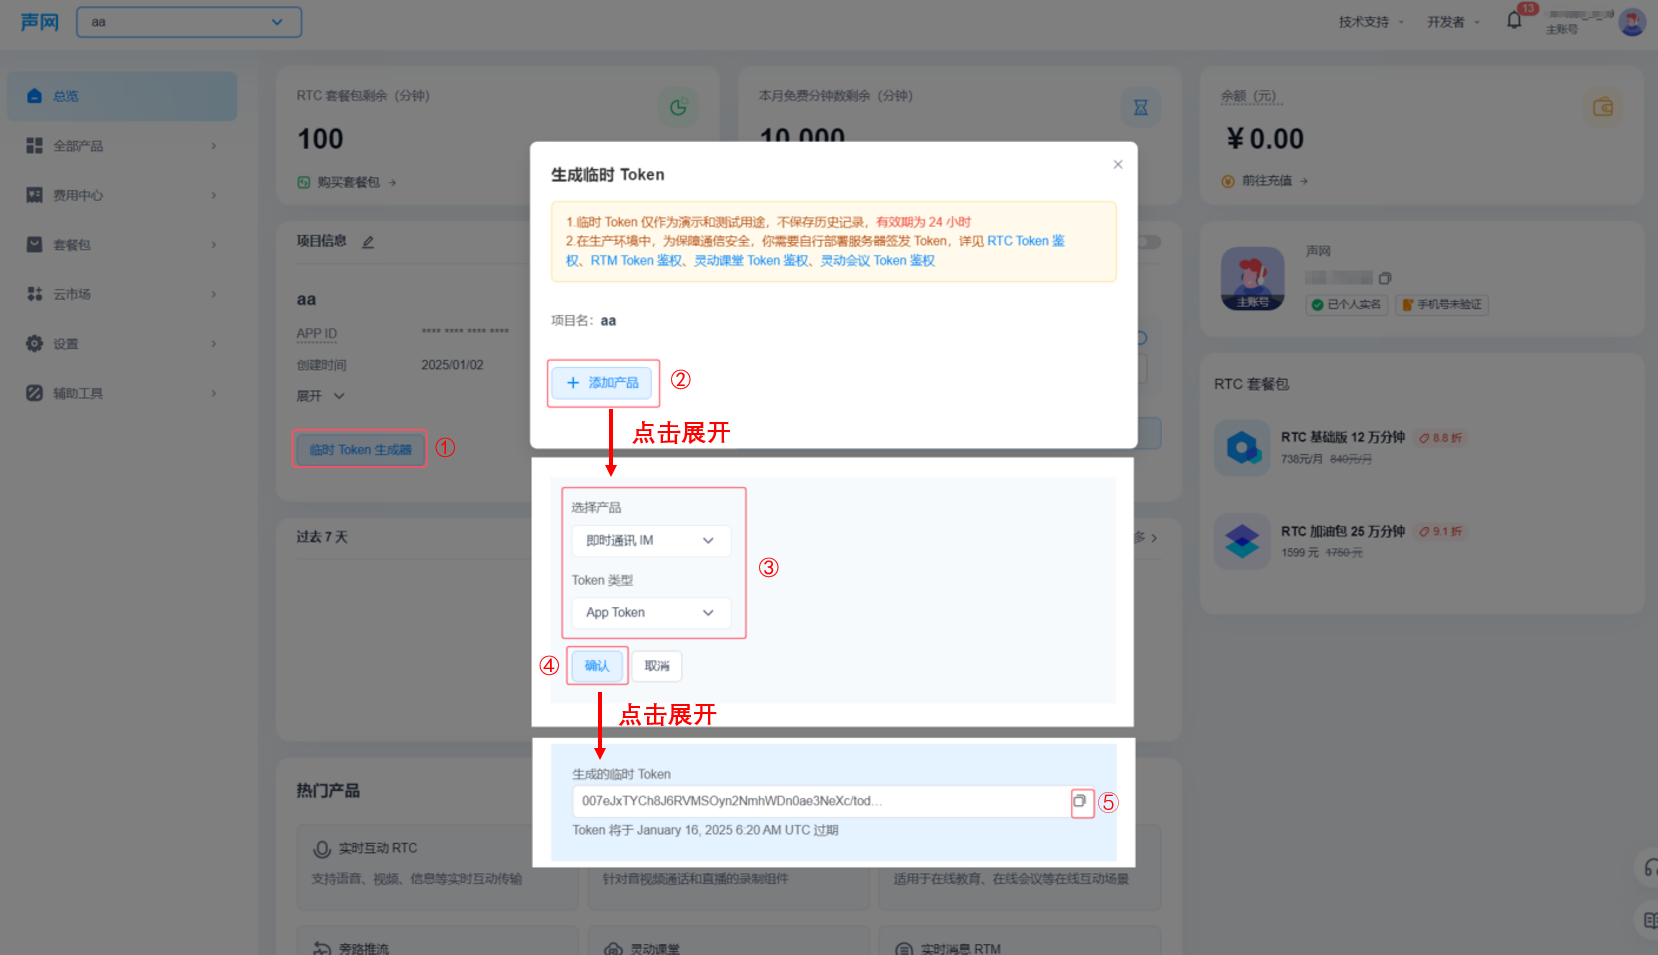 声网
aa
技术支持
开发者
13
主账号
总览
全部产品
费用中心
套餐包
云市场
设置
辅助工具
RTC 套餐包剩余（分钟）
100
购买套餐包 →
本月免费分钟数剩余（分钟）
10,000
余额（元）
¥ 0.00
前往充值 →
项目信息
aa
APP ID
**** **** **** ****
创建时间
2025/01/02
展开
临时 Token 生成器
①
生成临时 Token
1.临时 Token 仅作为演示和测试用途，不保存历史记录，有效期为 24 小时
2.在生产环境中，为保障通信安全，你需要自行部署服务器签发 Token，详见 RTC Token 鉴
权、RTM Token 鉴权、灵动课堂 Token 鉴权、灵动会议 Token 鉴权
项目名：aa
+ 添加产品
②
点击展开
选择产品
即时通讯 IM
Token 类型
App Token
③
④
确认
取消
点击展开
生成的临时 Token
007eJxTYCh8J6RVMSOyn2NmhWDn0ae3NeXc/tod...
⑤
Token 将于 January 16, 2025 6:20 AM UTC 过期
声网
主账号
已个人实名
手机号未验证
RTC 套餐包
RTC 基础版 12 万分钟
8.8 折
738元/月 840元/月
RTC 加油包 25 万分钟
9.1 折
1599 元 1750 元
过去 7 天
多
热门产品
实时互动 RTC
支持语音、视频、信息等实时互动传输
针对音视频通话和直播的录制组件
适用于在线教育、在线会议等在线互动场景
旁路推流
灵动课堂
实时消息 RTM